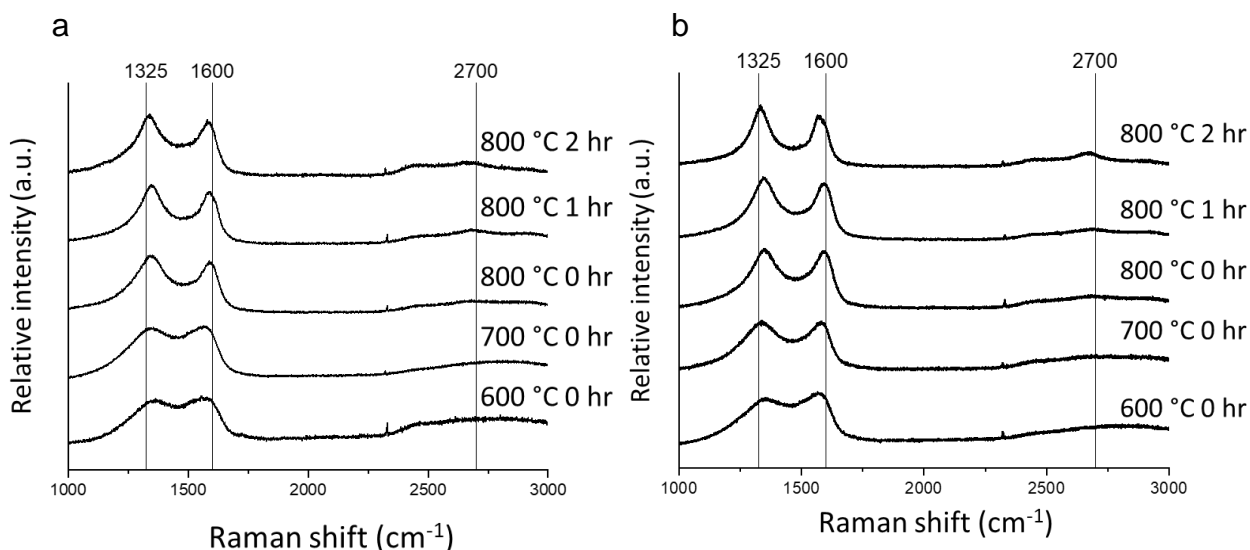 a
1325 1600 2700
800 °C 2 hr
800 °C 1 hr
800 °C 0 hr
700 °C 0 hr
600 °C 0 hr
Relative intensity (a.u.)
1000 1500 2000 2500 3000
Raman shift (cm⁻¹)
b
1325 1600 2700
800 °C 2 hr
800 °C 1 hr
800 °C 0 hr
700 °C 0 hr
600 °C 0 hr
Relative intensity (a.u.)
1000 1500 2000 2500 3000
Raman shift (cm⁻¹)